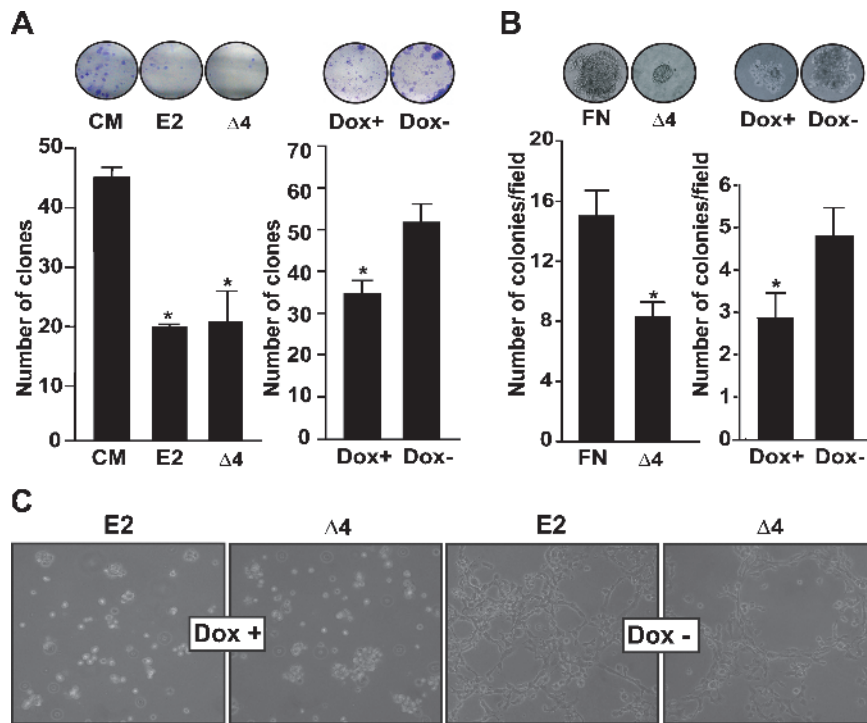 A
CM E2 Δ4
Number of clones
50
40
30
20
10
0
*
*
CM E2 Δ4
Dox+ Dox-
Number of clones
70
60
50
40
30
20
10
0
*
Dox+ Dox-
B
FN Δ4
Number of colonies/field
20
16
12
8
4
0
*
FN Δ4
Dox+ Dox-
Number of colonies/field
6
5
4
3
2
1
0
*
Dox+ Dox-
C
E2 Δ4 E2 Δ4
Dox + Dox -